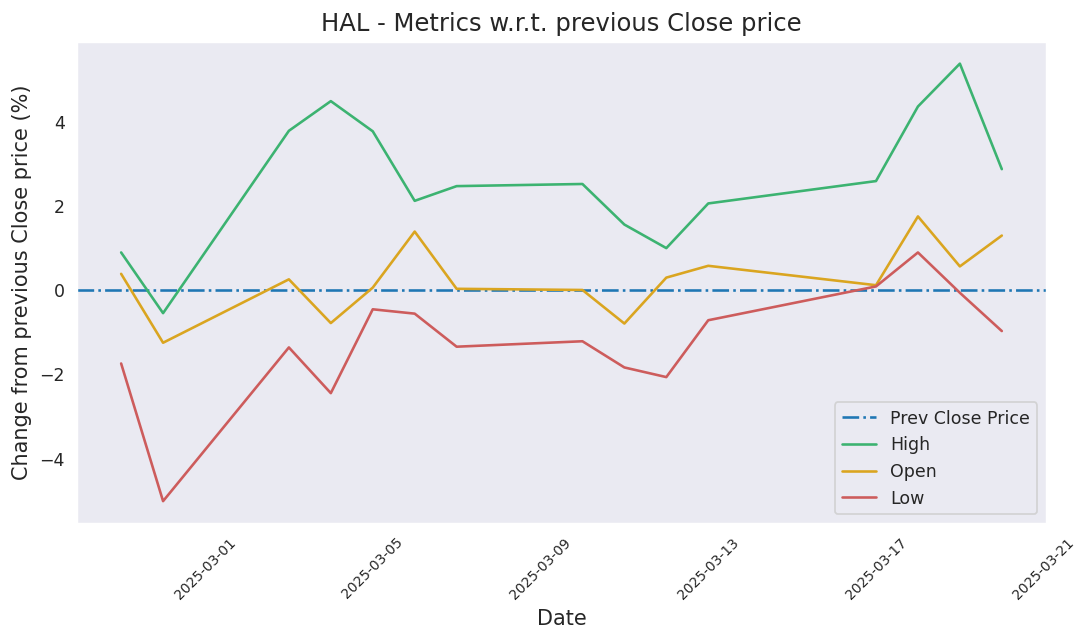 HAL - Metrics w.r.t. previous Close price
Change from previous Close price (%)
4
2
0
−2
−4
Prev Close Price
High
Open
Low
2025-03-01
2025-03-05
2025-03-09
2025-03-13
2025-03-17
2025-03-21
Date